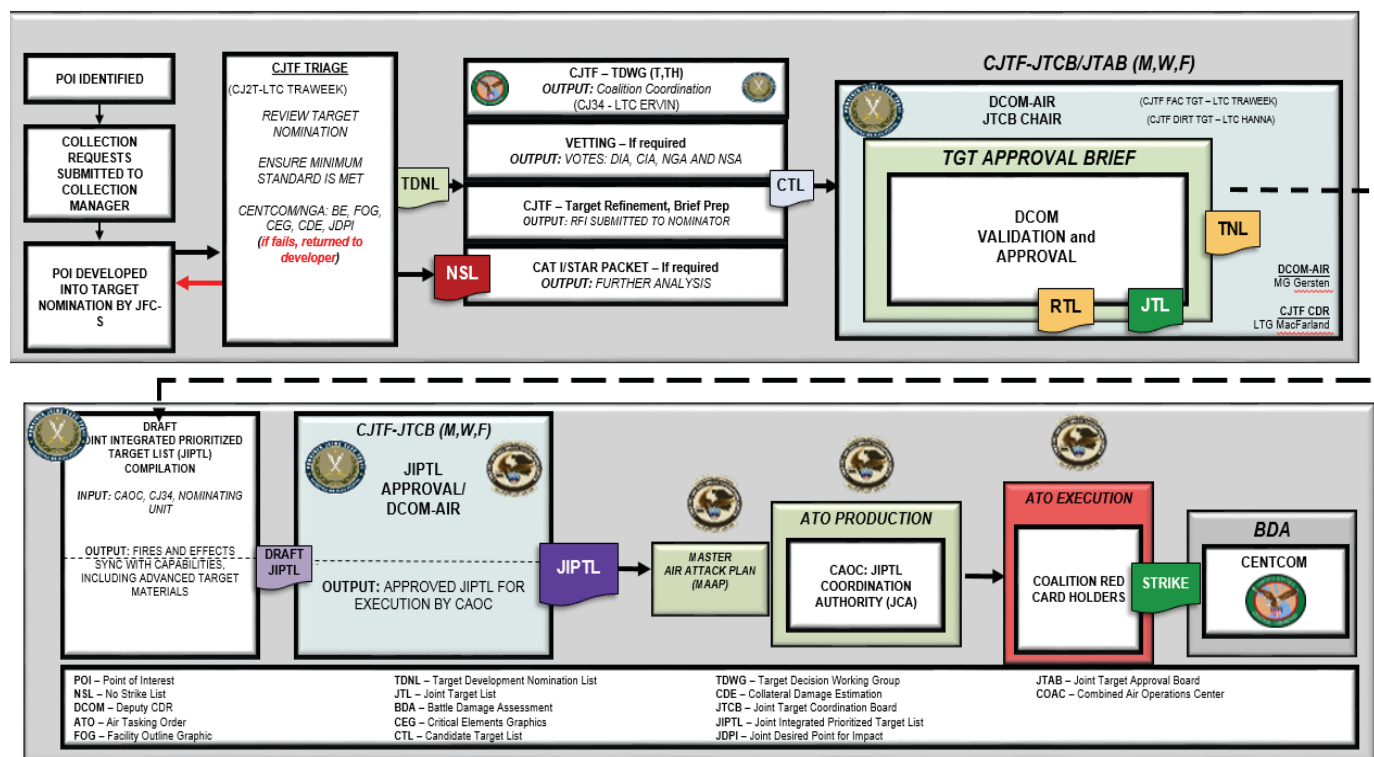 POI IDENTIFIED
COLLECTION
REQUESTS
SUBMITTED TO
COLLECTION
MANAGER
POI DEVELOPED
INTO TARGET
NOMINATION BY JFC-
S
CJTF TRIAGE
(CJ2T-LTC TRAWEEK)
REVIEW TARGET
NOMINATION
ENSURE MINIMUM
STANDARD IS MET
CENTCOM/NGA: BE, FOG,
CEG, CDE, JDPI
(if fails, returned to
developer)
TDNL
NSL
CJTF – TDWG (T,TH)
OUTPUT: Coalition Coordination
(CJ34 - LTC ERVIN)
VETTING – If required
OUTPUT: VOTES: DIA, CIA, NGA AND NSA
CJTF – Target Refinement, Brief Prep
OUTPUT: RFI SUBMITTED TO NOMINATOR
CAT I/STAR PACKET – If required
OUTPUT: FURTHER ANALYSIS
CTL
CJTF-JTCB/JTAB (M,W,F)
DCOM-AIR
JTCB CHAIR
(CJTF FAC TGT – LTC TRAWEEK)
(CJTF DIRT TGT – LTC HANNA)
TGT APPROVAL BRIEF
DCOM
VALIDATION and
APPROVAL
RTL
JTL
TNL
DCOM-AIR
MG Gersten
CJTF CDR
LTG MacFarland
DRAFT
OINT INTEGRATED PRIORITIZED
TARGET LIST (JIPTL)
COMPILATION
INPUT: CAOC, CJ34, NOMINATING
UNIT
OUTPUT: FIRES AND EFFECTS
SYNC WITH CAPABILITIES,
INCLUDING ADVANCED TARGET
MATERIALS
DRAFT
JIPTL
CJTF-JTCB (M,W,F)
JIPTL
APPROVAL/
DCOM-AIR
OUTPUT: APPROVED JIPTL FOR
EXECUTION BY CAOC
JIPTL
MASTER
AIR ATTACK PLAN
(MAAP)
ATO PRODUCTION
CAOC: JIPTL
COORDINATION
AUTHORITY (JCA)
ATO EXECUTION
COALITION RED
CARD HOLDERS
STRIKE
BDA
CENTCOM
POI – Point of Interest
NSL – No Strike List
DCOM – Deputy CDR
ATO – Air Tasking Order
FOG – Facility Outline Graphic
TDNL – Target Development Nomination List
JTL – Joint Target List
BDA – Battle Damage Assessment
CEG – Critical Elements Graphics
CTL – Candidate Target List
TDWG – Target Decision Working Group
CDE – Collateral Damage Estimation
JTCB – Joint Target Coordination Board
JIPTL – Joint Integrated Prioritized Target List
JDPI – Joint Desired Point for Impact
JTAB – Joint Target Approval Board
COAC – Combined Air Operations Center